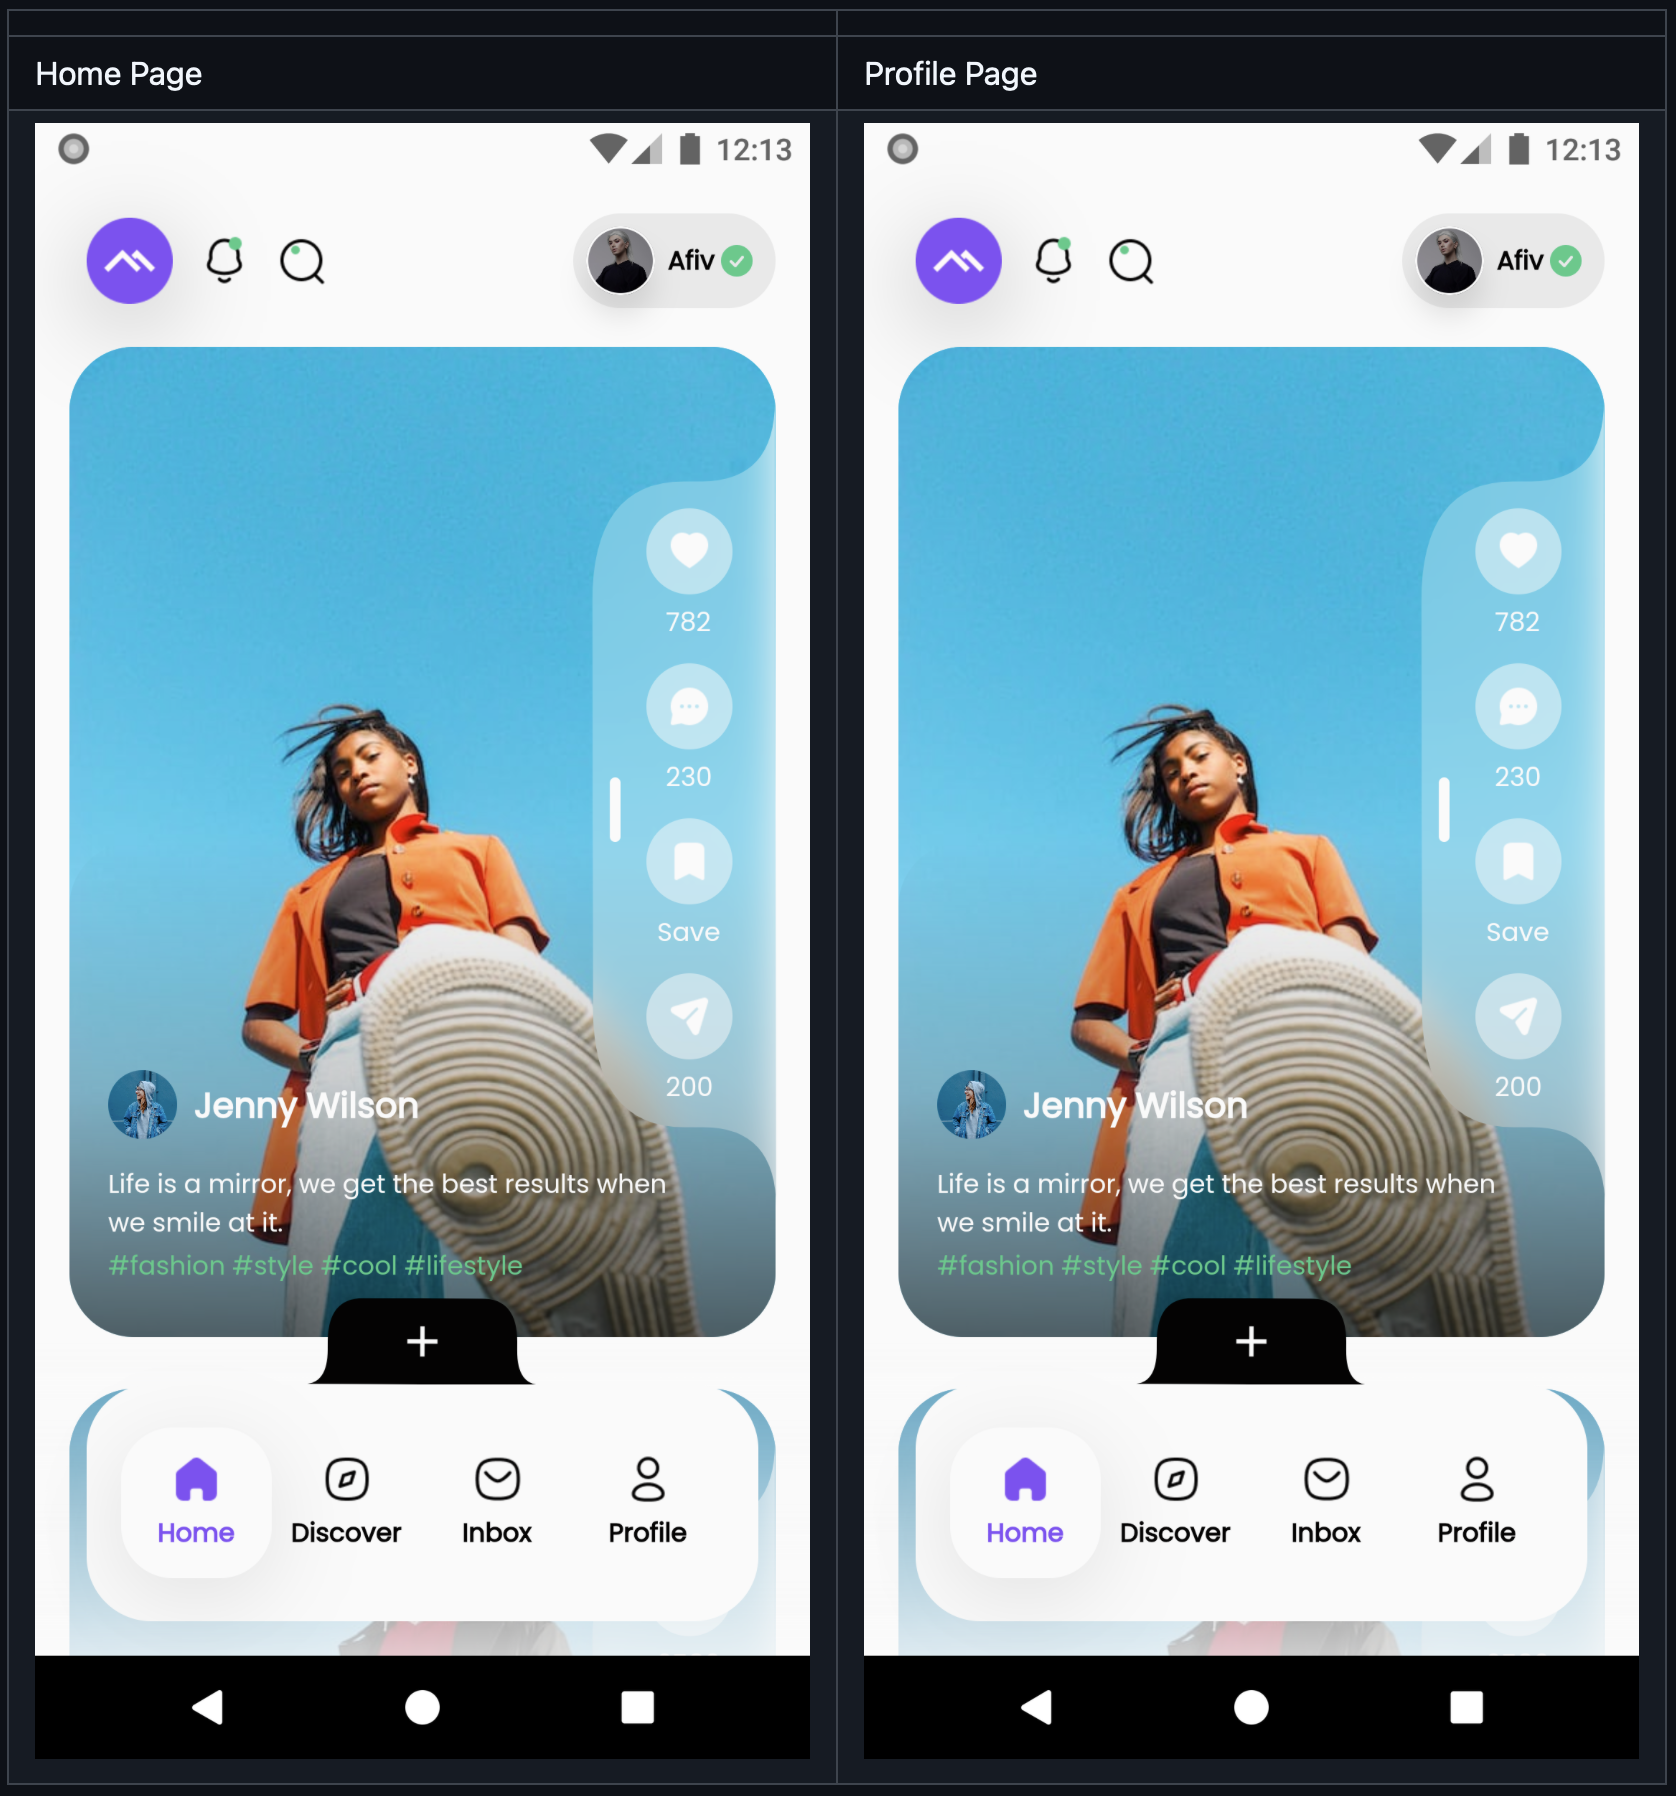 Home Page
Profile Page
12:13
Afiv
782
230
Save
200
Jenny Wilson
Life is a mirror, we get the best results when
we smile at it.
#fashion #style #cool #lifestyle
Home
Discover
Inbox
Profile
12:13
Afiv
782
230
Save
200
Jenny Wilson
Life is a mirror, we get the best results when
we smile at it.
#fashion #style #cool #lifestyle
Home
Discover
Inbox
Profile